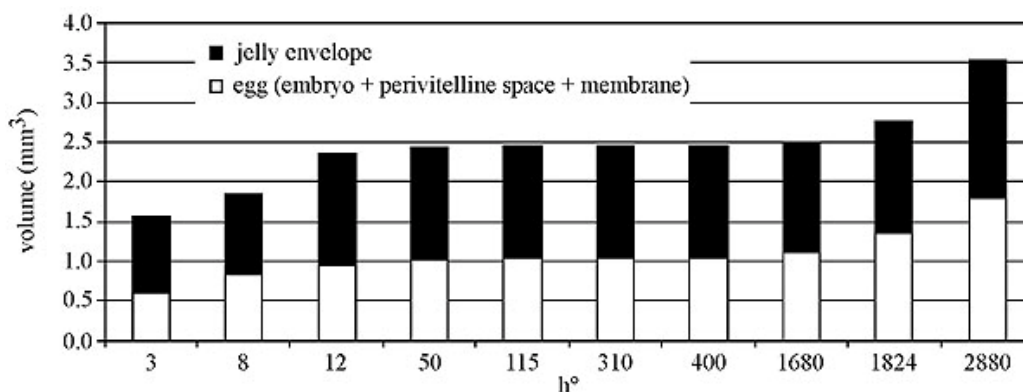 4.0
3.5
3.0
2.5
2.0
1.5
1.0
0.5
0.0
volume (mm³)
jelly envelope
egg (embryo + perivitelline space + membrane)
3 8 12 50 115 310 400 1680 1824 2880
h°